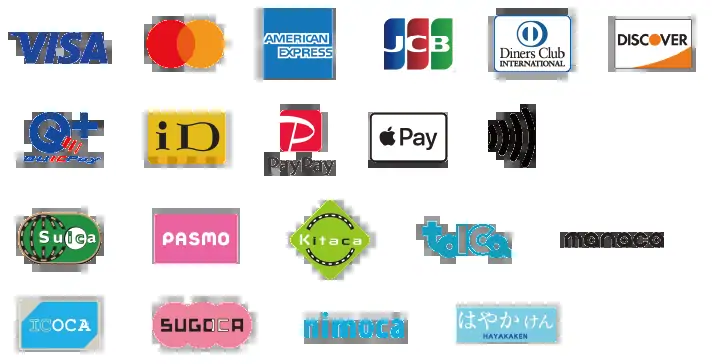 VISA
AMERICAN
EXPRESS
JCB
Diners Club
INTERNATIONAL
DISCOVER
QUICPay
iD
PayPay
Pay
Suica
PASMO
Kitaca
toica
manaca
ICOCA
SUGOCA
nimoca
はやかけん
HAYAKAKEN